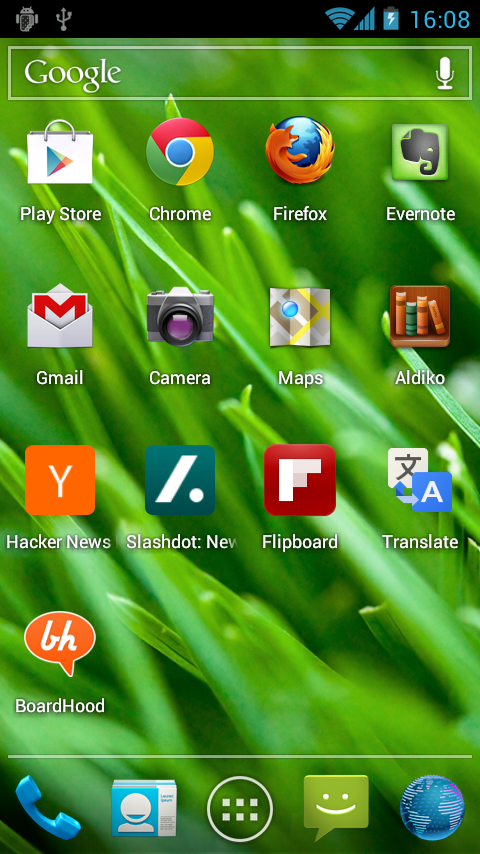 16:08
Google
Play Store
Chrome
Firefox
Evernote
Gmail
Camera
Maps
Aldiko
Y
文
A
Hacker News
Slashdot: New
Flipboard
Translate
bh
BoardHood